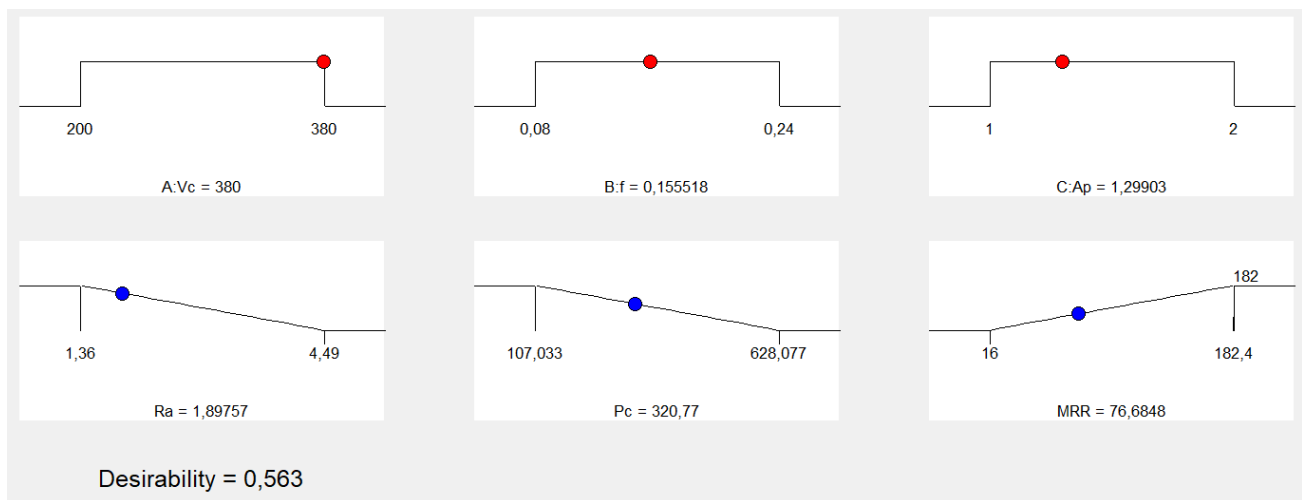 200 380
A:Vc = 380
0,08 0,24
B:f = 0,155518
1 2
C:Ap = 1,29903
1,36 4,49
Ra = 1,89757
107,033 628,077
Pc = 320,77
182
16 182,4
MRR = 76,6848
Desirability = 0,563